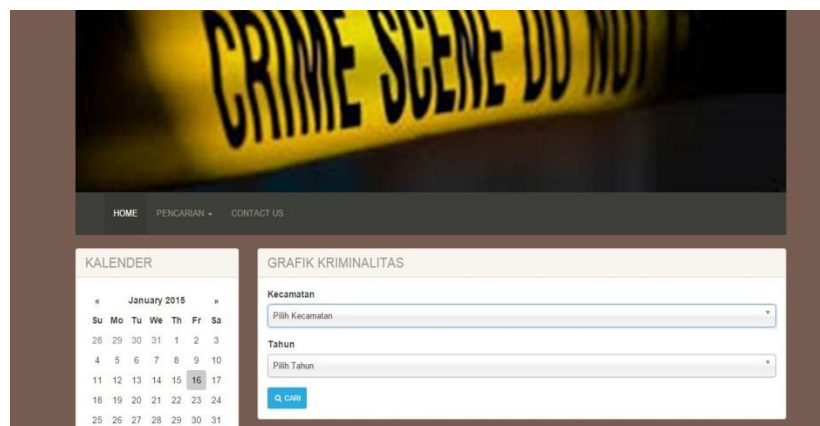 CRIME SCENE DO NOT
HOME PENCARIAN CONTACT US
KALENDER
« January 2015 »
Su Mo Tu We Th Fr Sa
28 29 30 31 1 2 3
4 5 6 7 8 9 10
11 12 13 14 15 16 17
18 19 20 21 22 23 24
25 26 27 28 29 30 31
GRAFIK KRIMINALITAS
Kecamatan
Pilih Kecamatan
Tahun
Pilih Tahun
CARI